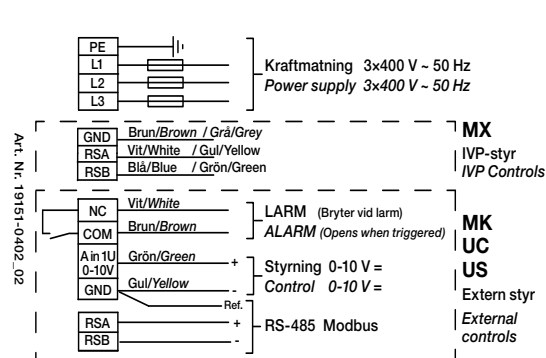 PE
L1
L2
L3
Kraftmatning 3×400 V ~ 50 Hz
Power supply 3×400 V ~ 50 Hz
Art. Nr. 19151-0402_02
GND Brun/Brown / Grå/Grey
RSA Vit/White / Gul/Yellow
RSB Blå/Blue / Grön/Green
MX
IVP-styr
IVP Controls
NC Vit/White
COM Brun/Brown
LARM (Bryter vid larm)
ALARM (Opens when triggered)
A in 1U
0-10V
Grön/Green +
GND Gul/Yellow -
Styrning 0-10 V =
Control 0-10 V =
Ref.
RSA +
RSB -
RS-485 Modbus
MK
UC
US
Extern styr
External
controls